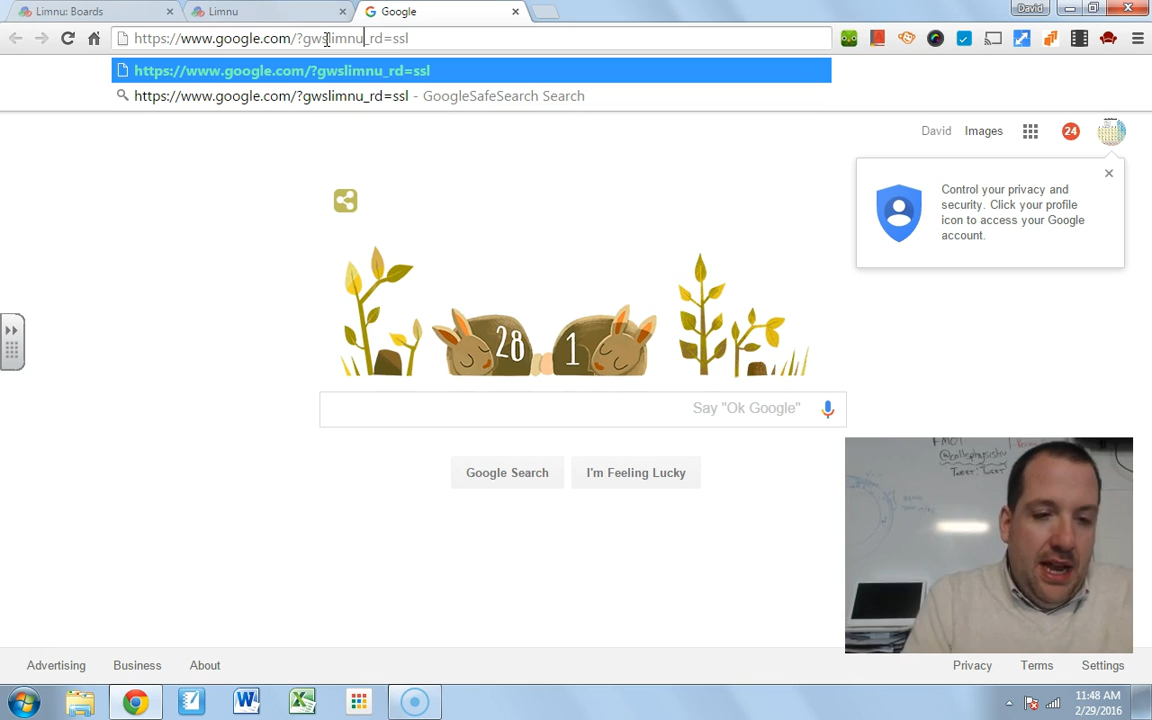 Limnu: Boards
Limnu
Google
David
https://www.google.com/?gwslimnu_rd=ssl
https://www.google.com/?gwslimnu_rd=ssl
https://www.google.com/?gwslimnu_rd=ssl - GoogleSafeSearch Search
David Images 24
Control your privacy and
security. Click your profile
icon to access your Google
account.
28 1
Say "Ok Google"
Google Search I'm Feeling Lucky
Advertising Business About
Privacy Terms Settings
11:48 AM
2/29/2016